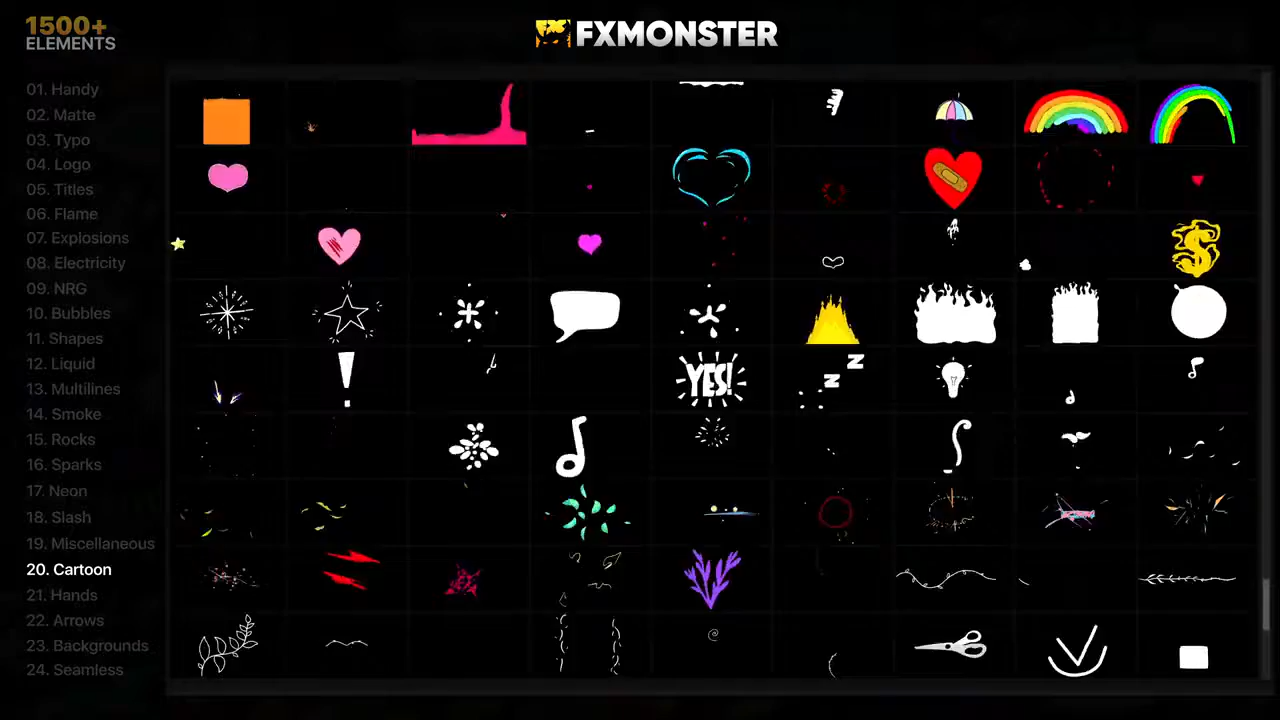 1500+
ELEMENTS
FX
FXMONSTER
01. Handy
02. Matte
03. Typo
04. Logo
05. Titles
06. Flame
07. Explosions
08. Electricity
09. NRG
10. Bubbles
11. Shapes
12. Liquid
13. Multilines
14. Smoke
15. Rocks
16. Sparks
17. Neon
18. Slash
19. Miscellaneous
20. Cartoon
21. Hands
22. Arrows
23. Backgrounds
24. Seamless
$
!
YES!
z z